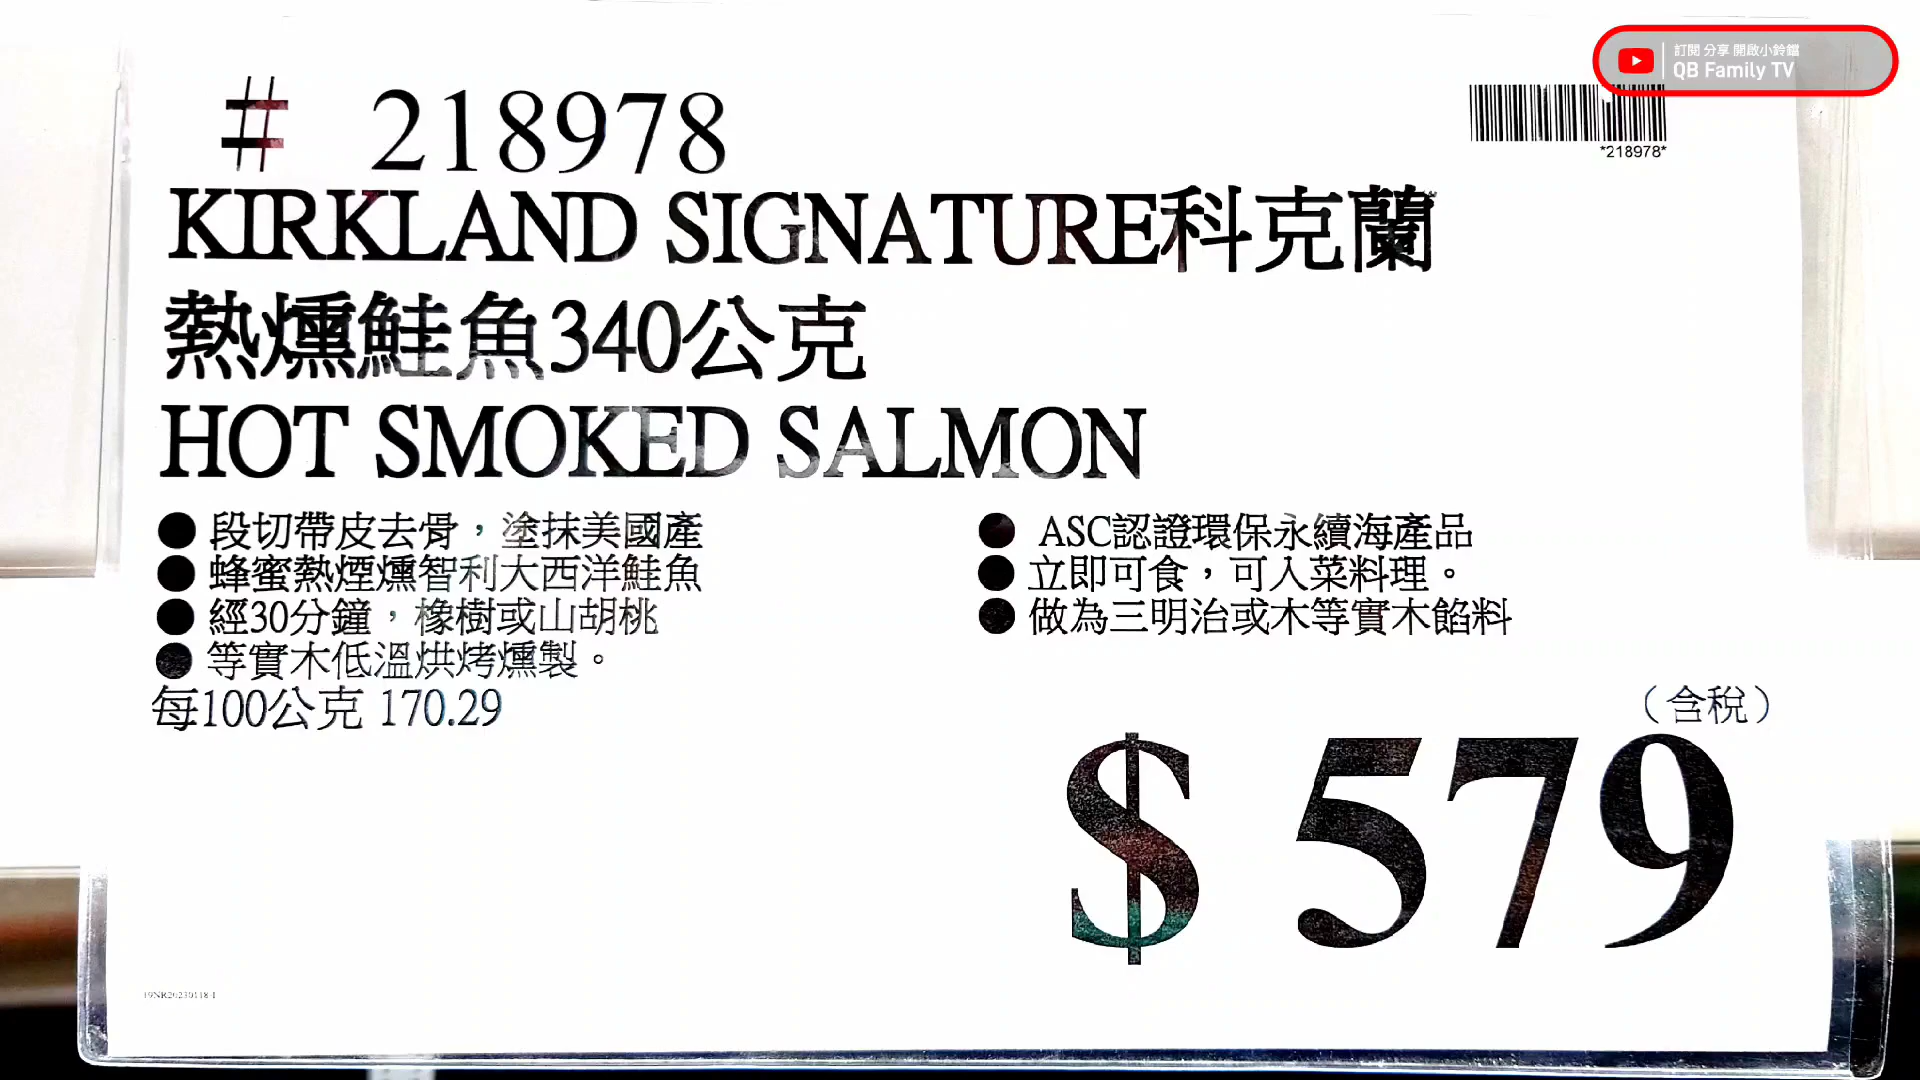 訂閱 分享 開啟小鈴鐺
QB Family TV
# 218978
*218978*
KIRKLAND SIGNATURE科克蘭
熱燻鮭魚340公克
HOT SMOKED SALMON
● 段切帶皮去骨，塗抹美國產
● 蜂蜜熱煙燻智利大西洋鮭魚
● 經30分鐘，橡樹或山胡桃
● 等實木低溫烘烤燻製。
每100公克 170.29
● ASC認證環保永續海產品
● 立即可食，可入菜料理。
● 做為三明治或木等實木餡料
（含稅）
$ 579